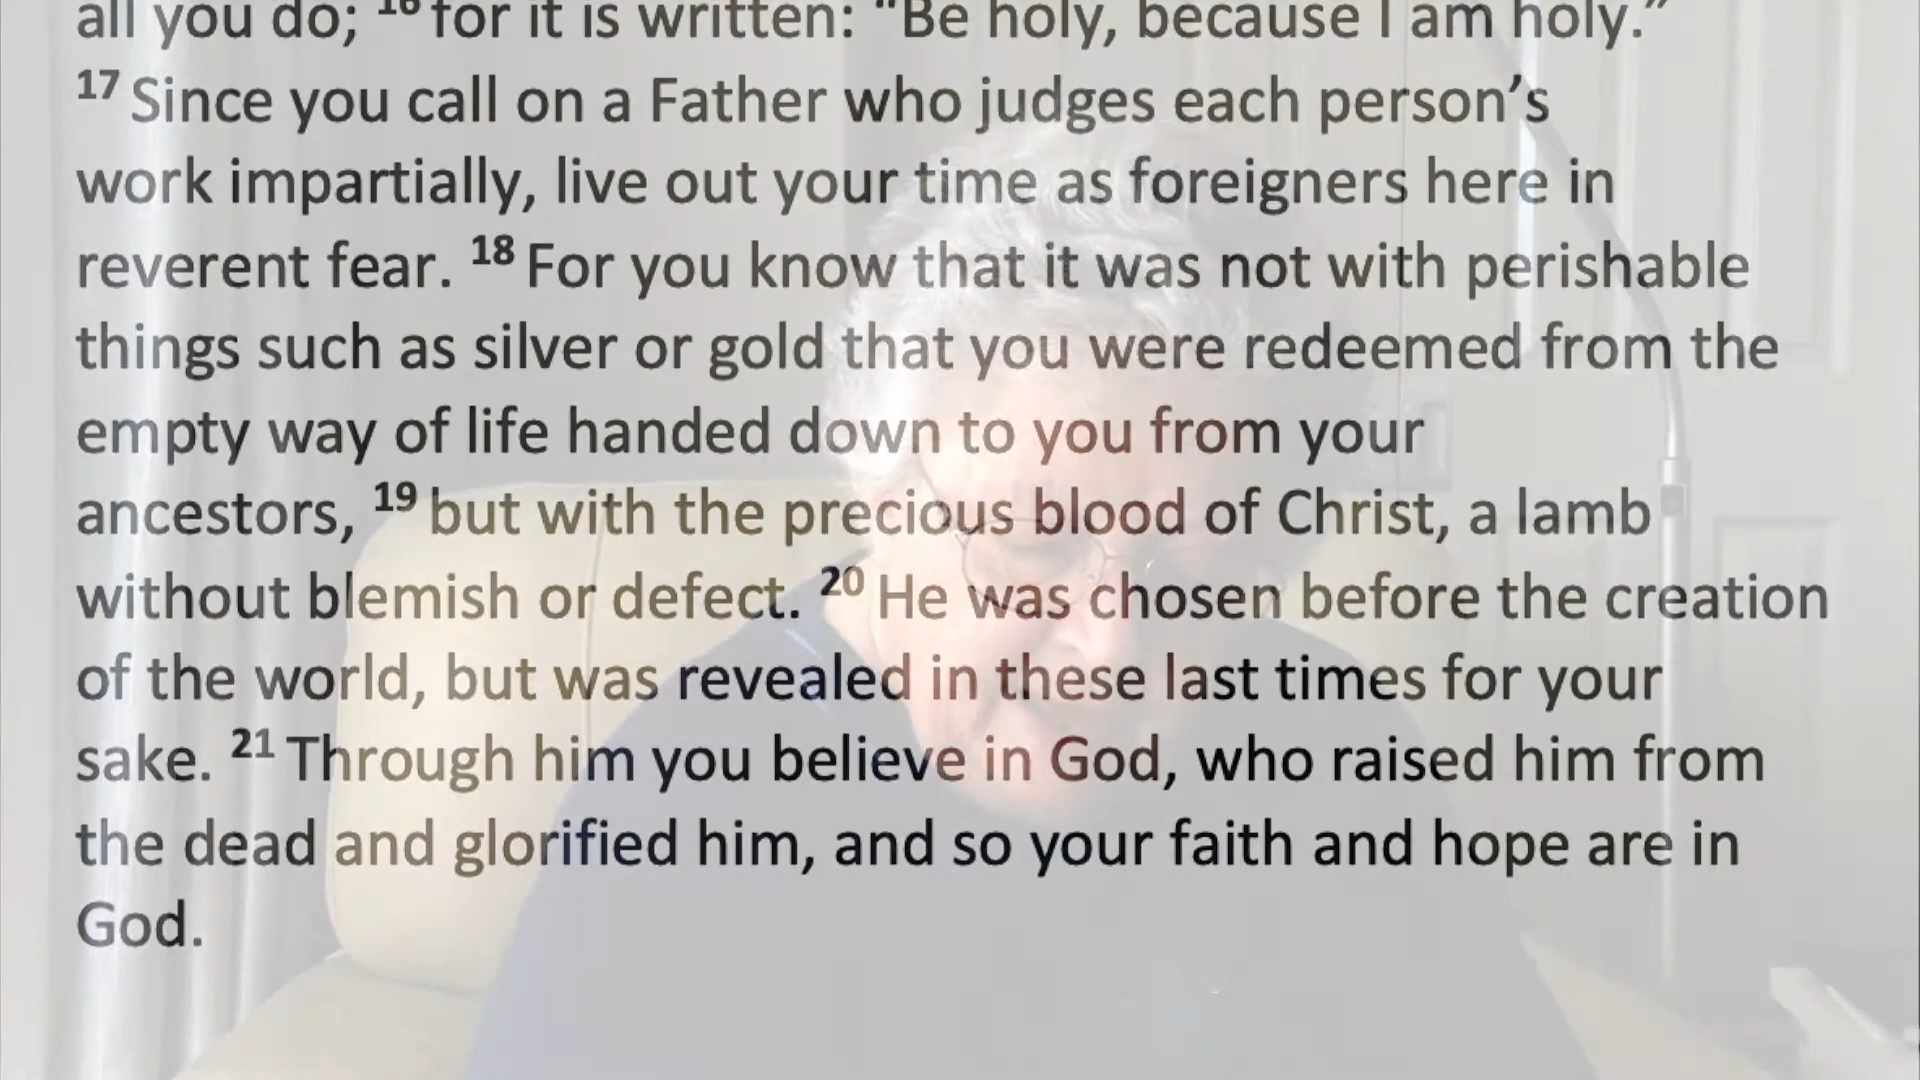 all you do; 16 for it is written: “Be holy, because I am holy.”
17 Since you call on a Father who judges each person’s
work impartially, live out your time as foreigners here in
reverent fear. 18 For you know that it was not with perishable
things such as silver or gold that you were redeemed from the
empty way of life handed down to you from your
ancestors, 19 but with the precious blood of Christ, a lamb
without blemish or defect. 20 He was chosen before the creation
of the world, but was revealed in these last times for your
sake. 21 Through him you believe in God, who raised him from
the dead and glorified him, and so your faith and hope are in
God.